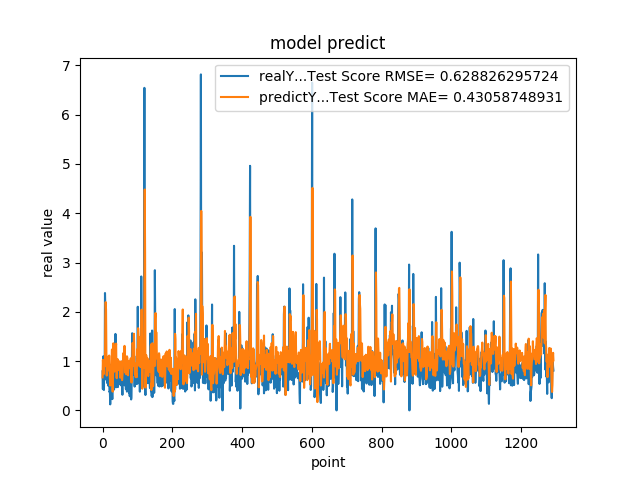 model predict
realY...Test Score RMSE= 0.628826295724
predictY...Test Score MAE= 0.43058748931
7
6
5
4
3
2
1
0
real value
0 200 400 600 800 1000 1200
point